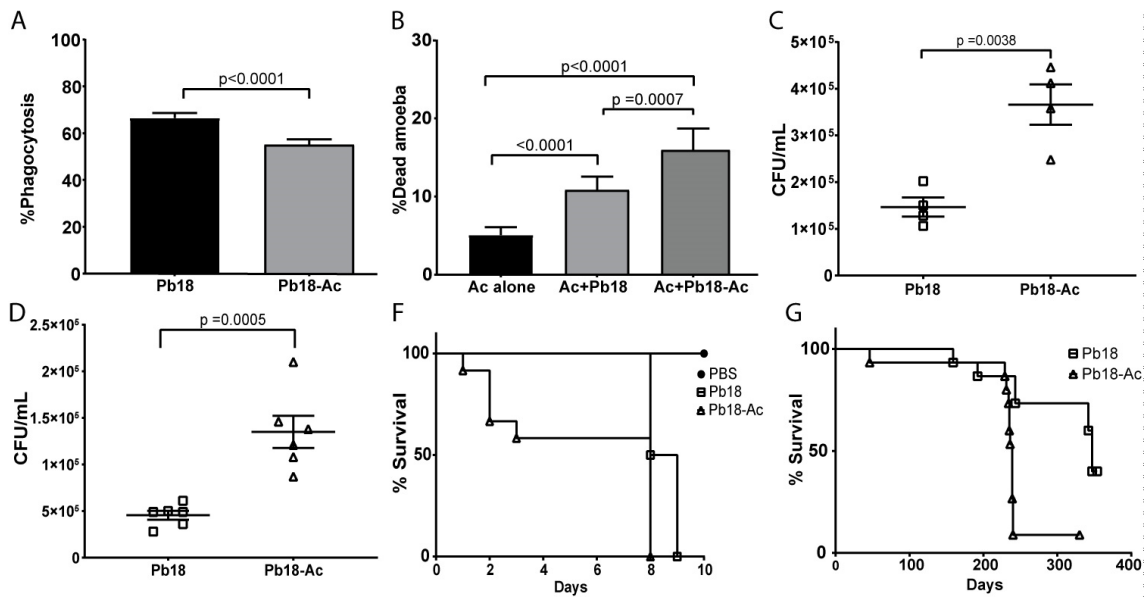 A
100
80
60
40
20
0
%Phagocytosis
p<0.0001
Pb18
Pb18-Ac
B
30
20
10
0
%Dead amoeba
p<0.0001
p =0.0007
<0.0001
Ac alone
Ac+Pb18
Ac+Pb18-Ac
C
5×10⁵
4×10⁵
3×10⁵
2×10⁵
1×10⁵
0
CFU/mL
p =0.0038
Pb18
Pb18-Ac
D
2.5×10⁶
2×10⁶
1.5×10⁶
1×10⁶
5×10⁵
0
CFU/mL
p =0.0005
Pb18
Pb18-Ac
F
100
50
0
% Survival
PBS
Pb18
Pb18-Ac
0
2
4
6
8
10
Days
G
100
50
0
% Survival
Pb18
Pb18-Ac
0
100
200
300
400
Days